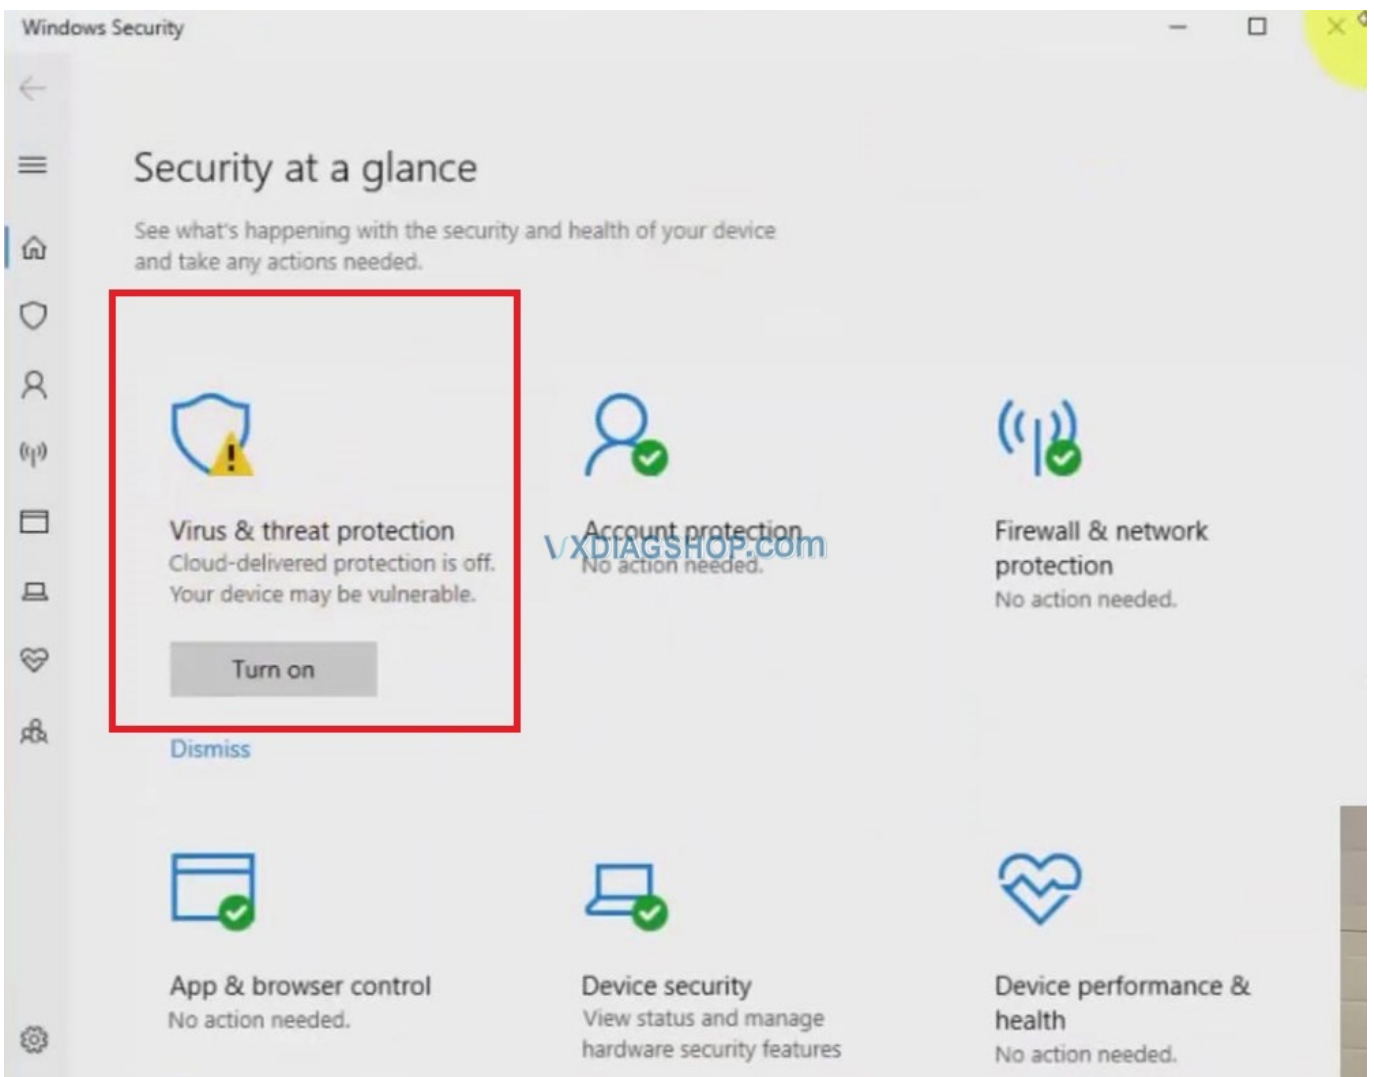 Windows Security
Security at a glance
See what's happening with the security and health of your device
and take any actions needed.
Virus & threat protection
Cloud-delivered protection is off.
Your device may be vulnerable.
Turn on
Dismiss
Account protection
No action needed.
VXDIAGSHOP.com
Firewall & network
protection
No action needed.
App & browser control
No action needed.
Device security
View status and manage
hardware security features
Device performance &
health
No action needed.